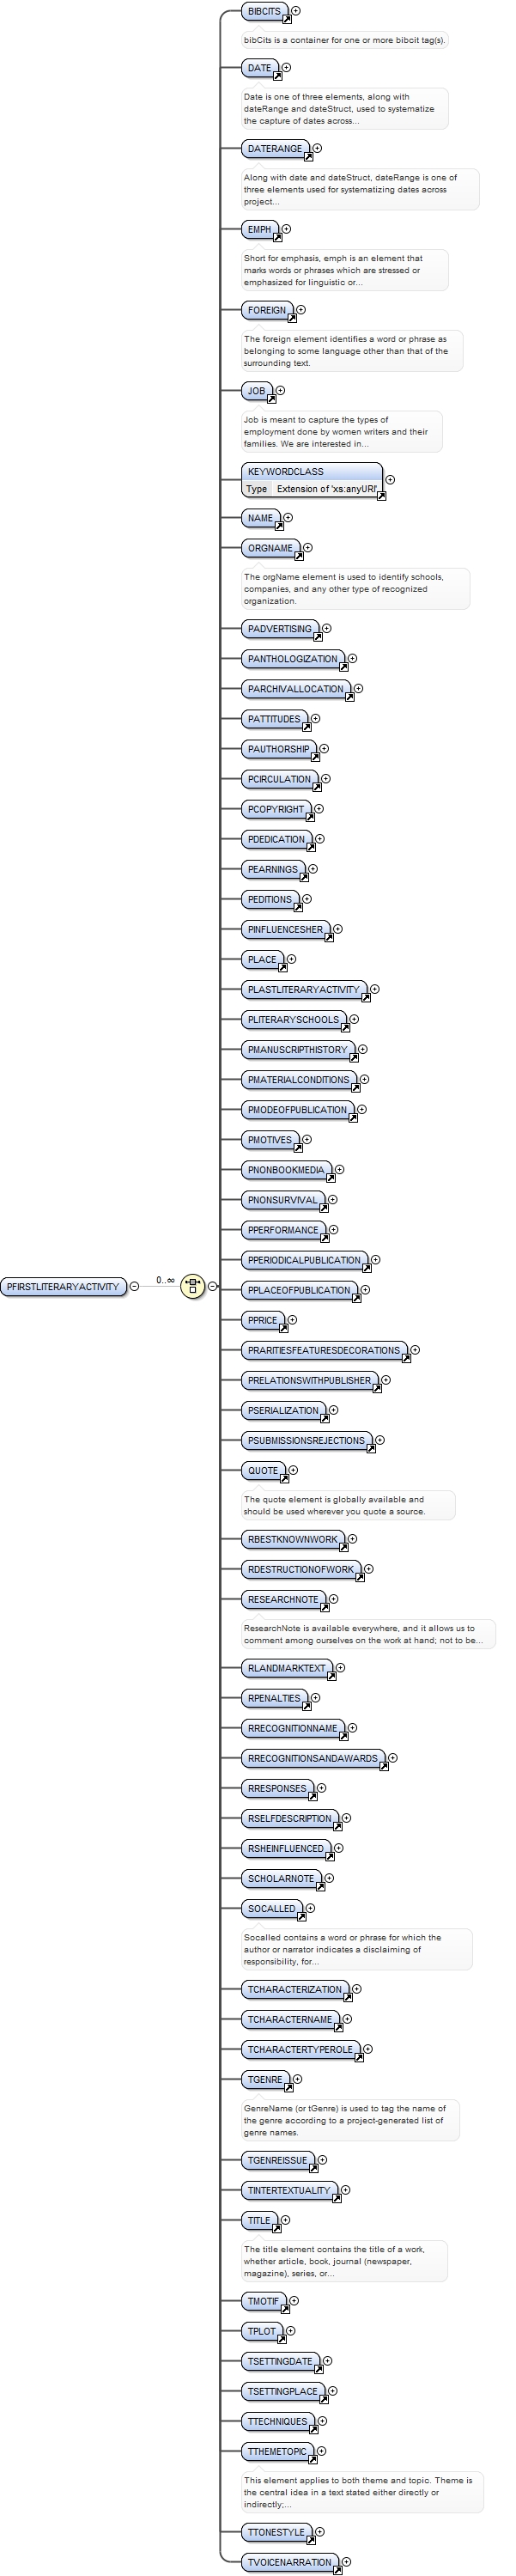 BIBCITS
bibCits is a container for one or more bibcit tag(s).
DATE
Date is one of three elements, along with
dateRange and dateStruct, used to systematize
the capture of dates across...
DATERANGE
Along with date and dateStruct, dateRange is one of
three elements used for systematizing dates across
project...
EMPH
Short for emphasis, emph is an element that
marks words or phrases which are stressed or
emphasized for linguistic or...
FOREIGN
The foreign element identifies a word or phrase as
belonging to some language other than that of the
surrounding text.
JOB
Job is meant to capture the types of
employment done by women writers and their
families. We are interested in...
KEYWORDCLASS
Type Extension of 'xs:anyURI'
NAME
ORGNAME
The orgName element is used to identify schools,
companies, and any other type of recognized
organization.
PADVERTISING
PANTHOLOGIZATION
PARCHIVALLOCATION
PATTITUDES
PAUTHORSHIP
PCIRCULATION
PCOPYRIGHT
PDEDICATION
PEARNINGS
PEDITIONS
PINFLUENCESHER
PLACE
PLASTLITERARYACTIVITY
PLITERARYSCHOOLS
PMANUSCRIPTHISTORY
PMATERIALCONDITIONS
PMODEOFPUBLICATION
PMOTIVES
PNONBOOKMEDIA
PNONSURVIVAL
PPERFORMANCE
PPERIODICALPUBLICATION
PFIRSTLITERARYACTIVITY 0..∞
PPLACEOFPUBLICATION
PPRICE
PRARITIESFEATURESDECORATIONS
PRELATIONSWITHPUBLISHER
PSERIALIZATION
PSUBMISSIONSREJECTIONS
QUOTE
The quote element is globally available and
should be used wherever you quote a source.
RBESTKNOWNWORK
RDESTRUCTIONOFWORK
RESEARCHNOTE
ResearchNote is available everywhere, and it allows us to
comment among ourselves on the work at hand; not to be...
RLANDMARKTEXT
RPENALTIES
RRECOGNITIONNAME
RRECOGNITIONSANDAWARDS
RRESPONSES
RSELFDESCRIPTION
RSHEINFLUENCED
SCHOLARNOTE
SOCALLED
Socalled contains a word or phrase for which the
author or narrator indicates a disclaiming of
responsibility, for...
TCHARACTERIZATION
TCHARACTERNAME
TCHARACTERTYPEROLE
TGENRE
GenreName (or tGenre) is used to tag the name of
the genre according to a project-generated list of
genre names.
TGENREISSUE
TINTERTEXTUALITY
TITLE
The title element contains the title of a work,
whether article, book, journal (newspaper,
magazine), series, or...
TMOTIF
TPLOT
TSETTINGDATE
TSETTINGPLACE
TTECHNIQUES
TTHEMETOPIC
This element applies to both theme and topic. Theme is
the central idea in a text stated either directly or
indirectly;...
TTONESTYLE
TVOICENARRATION